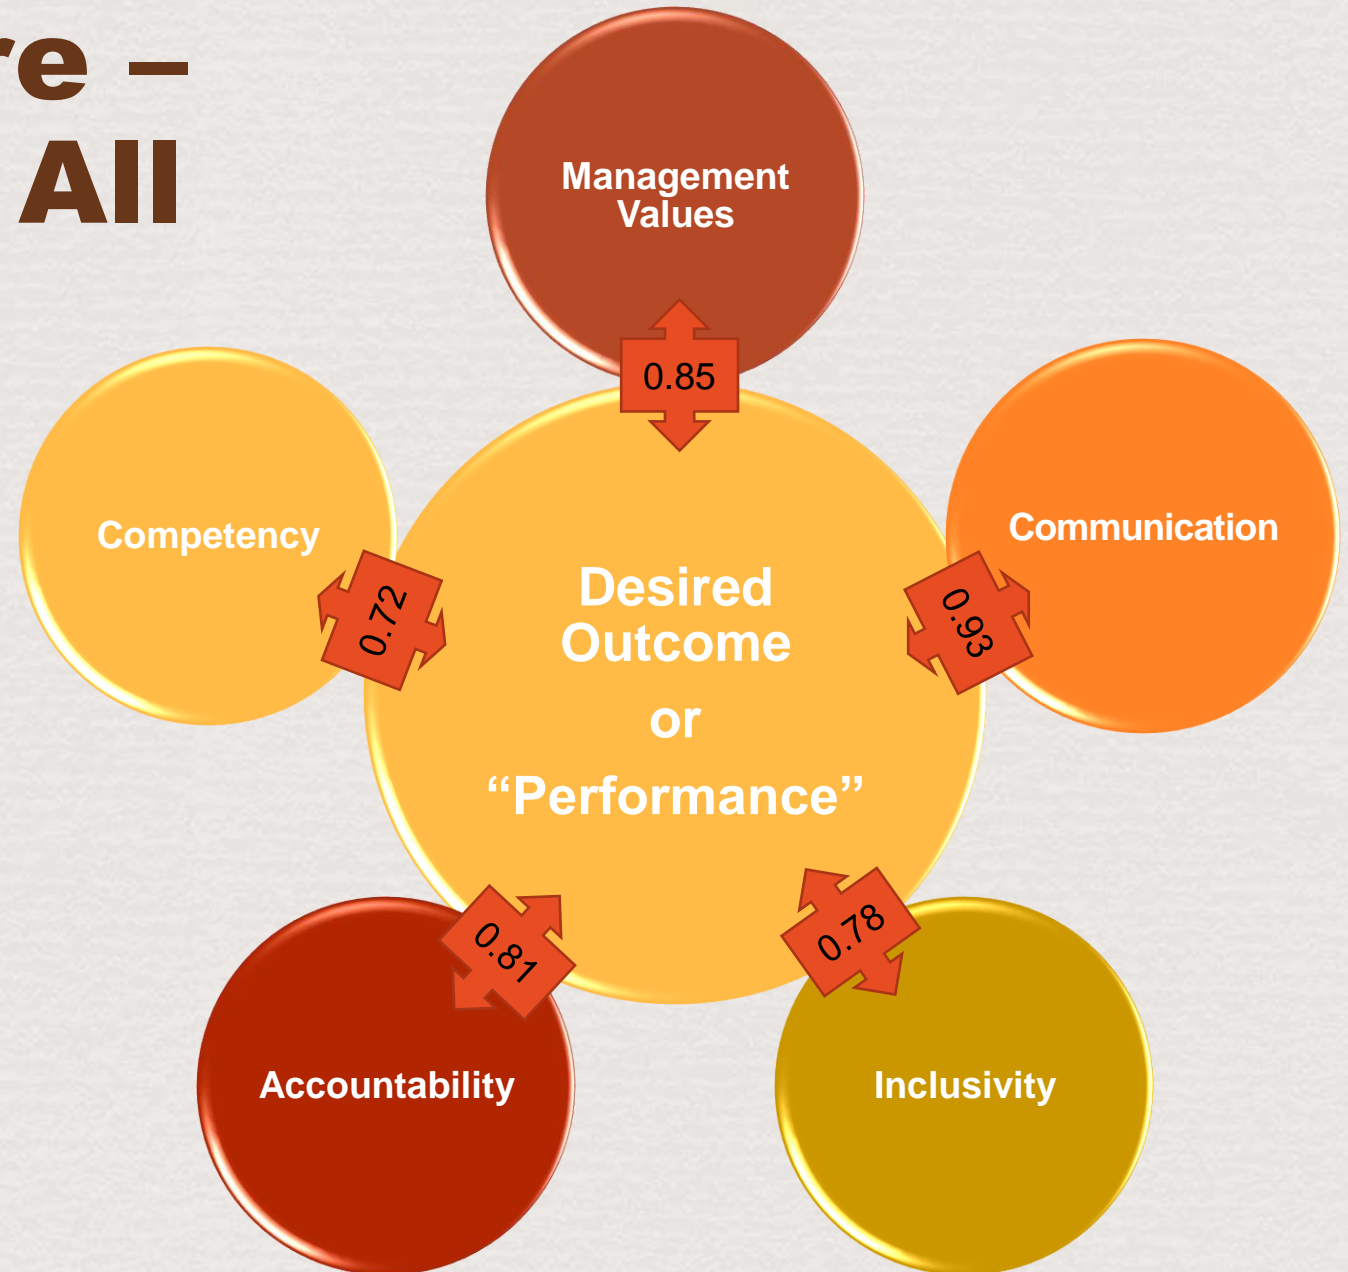 re –
All
Management
Values
0.85
Competency
Communication
0.72
0.93
Desired
Outcome
or
“Performance”
0.81
0.78
Accountability
Inclusivity